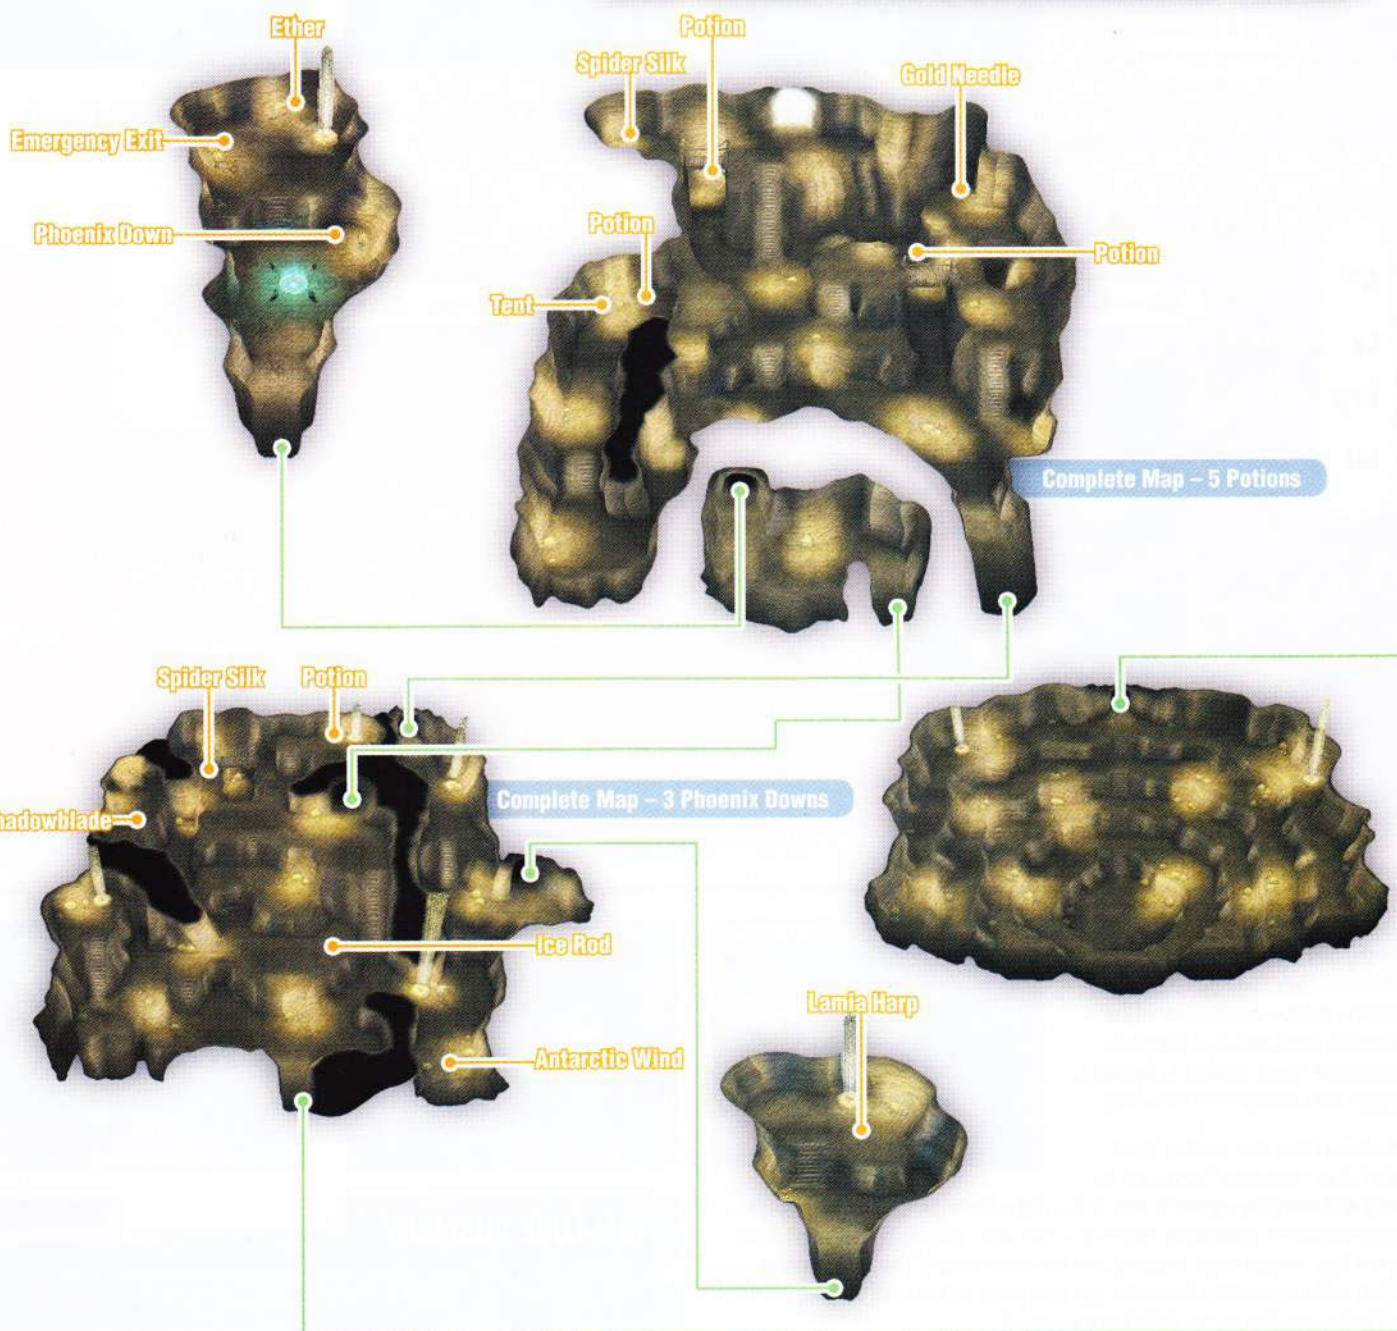 Ether
Potion
Spider Silk
Gold Needle
Emergency Exit
Phoenix Down
Potion
Potion
Tent
Complete Map – 5 Potions
Spider Silk
Potion
Complete Map – 3 Phoenix Downs
hadowblade
Ice Rod
Lamia Harp
Antarctic Wind